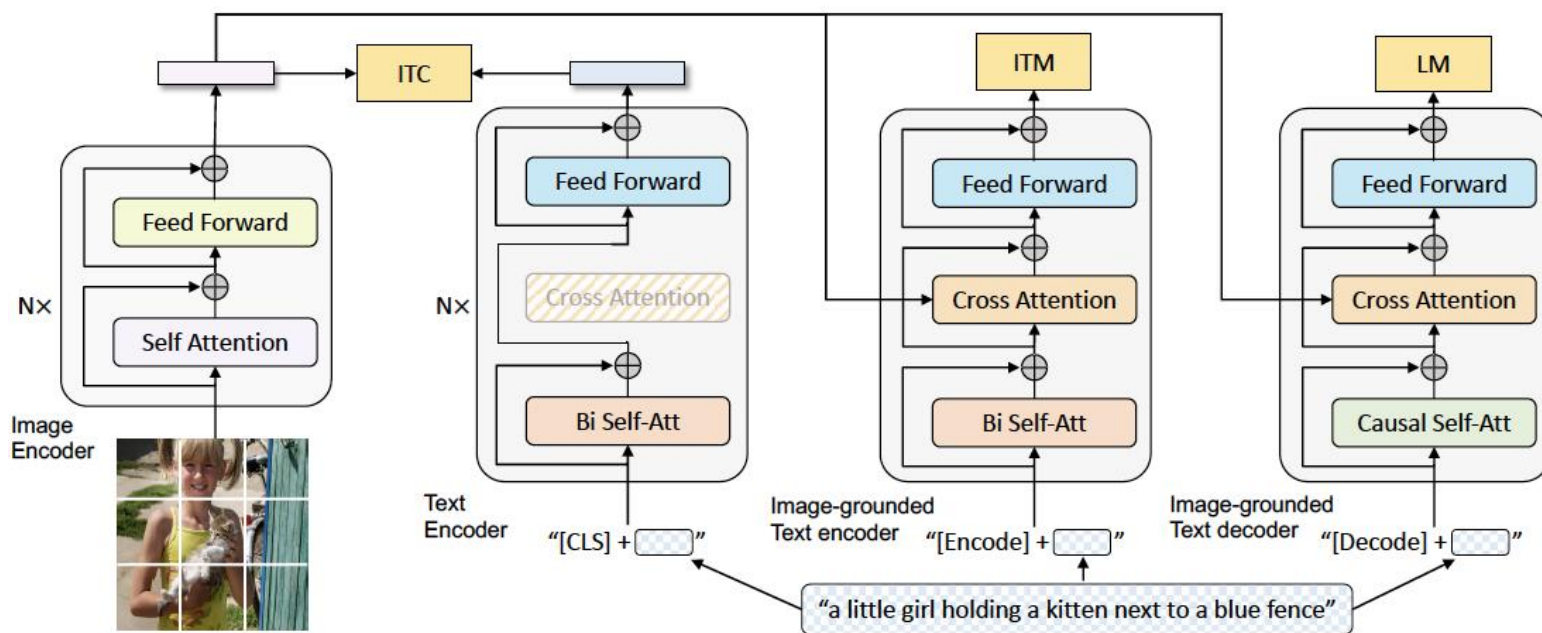 ITC
ITM
LM
Feed Forward
Self Attention
N×
Image
Encoder
Feed Forward
Cross Attention
Bi Self-Att
N×
Text
Encoder
“[CLS] + ”
Feed Forward
Cross Attention
Bi Self-Att
Image-grounded
Text encoder
“[Encode] + ”
Feed Forward
Cross Attention
Causal Self-Att
Image-grounded
Text decoder
“[Decode] + ”
“a little girl holding a kitten next to a blue fence”